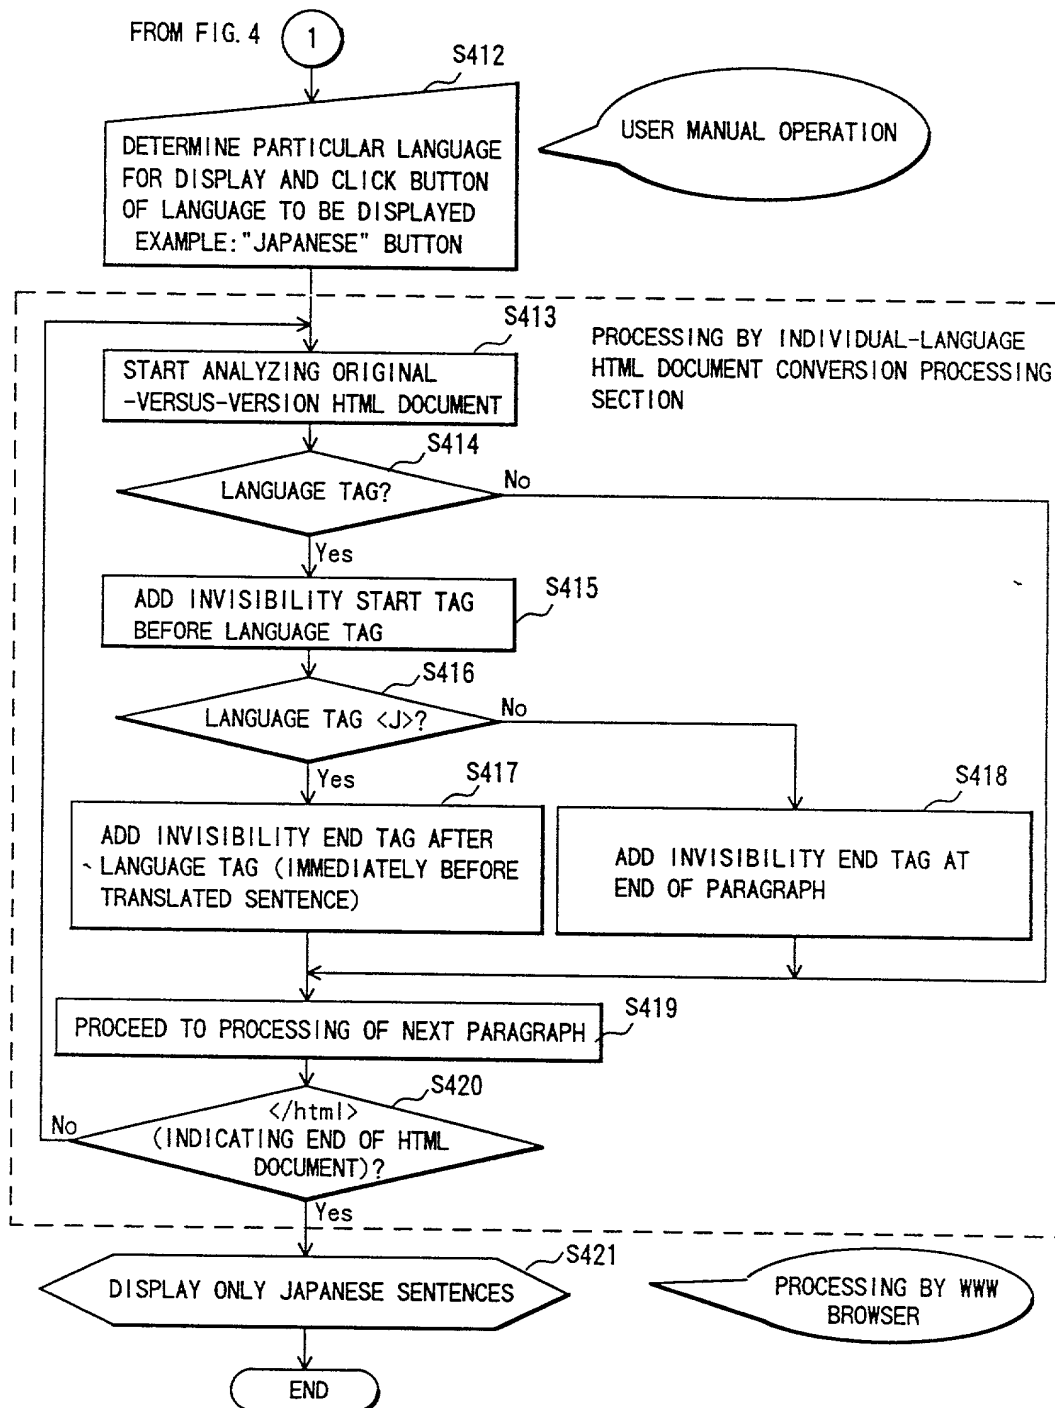 FROM FIG. 4
1
S412
DETERMINE PARTICULAR LANGUAGE
FOR DISPLAY AND CLICK BUTTON
OF LANGUAGE TO BE DISPLAYED
EXAMPLE:"JAPANESE" BUTTON
USER MANUAL OPERATION
S413
START ANALYZING ORIGINAL
-VERSUS-VERSION HTML DOCUMENT
PROCESSING BY INDIVIDUAL-LANGUAGE
HTML DOCUMENT CONVERSION PROCESSING
SECTION
S414
LANGUAGE TAG?
No
Yes
S415
ADD INVISIBILITY START TAG
BEFORE LANGUAGE TAG
S416
LANGUAGE TAG <J>?
No
Yes
S417
ADD INVISIBILITY END TAG AFTER
LANGUAGE TAG (IMMEDIATELY BEFORE
TRANSLATED SENTENCE)
S418
ADD INVISIBILITY END TAG AT
END OF PARAGRAPH
S419
PROCEED TO PROCESSING OF NEXT PARAGRAPH
S420
</html>
(INDICATING END OF HTML
DOCUMENT)?
No
Yes
S421
DISPLAY ONLY JAPANESE SENTENCES
PROCESSING BY WWW
BROWSER
END